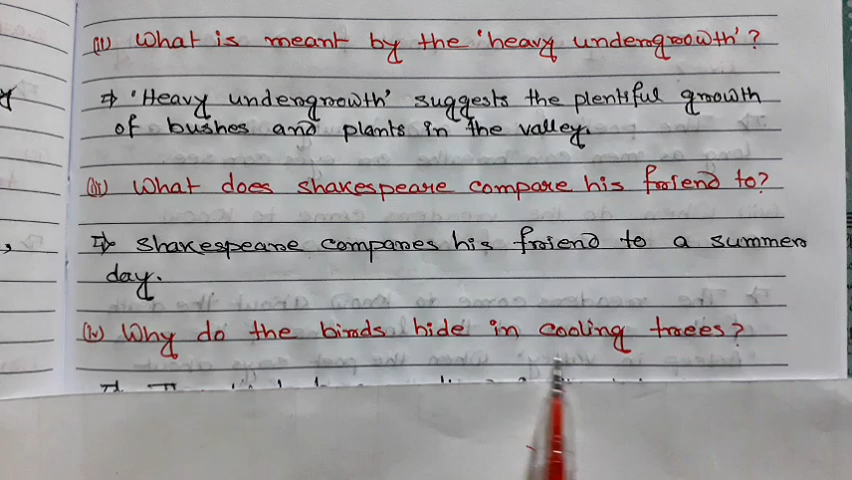 (ii) What is meant by the 'heavy undergrowth'?
⇒ 'Heavy undergrowth' suggests the plentiful growth
of bushes and plants in the valley.
(iii) What does shakespeare compare his friend to?
⇒ Shakespeare compares his friend to a summer
day.
(iv) Why do the birds hide in cooling trees?